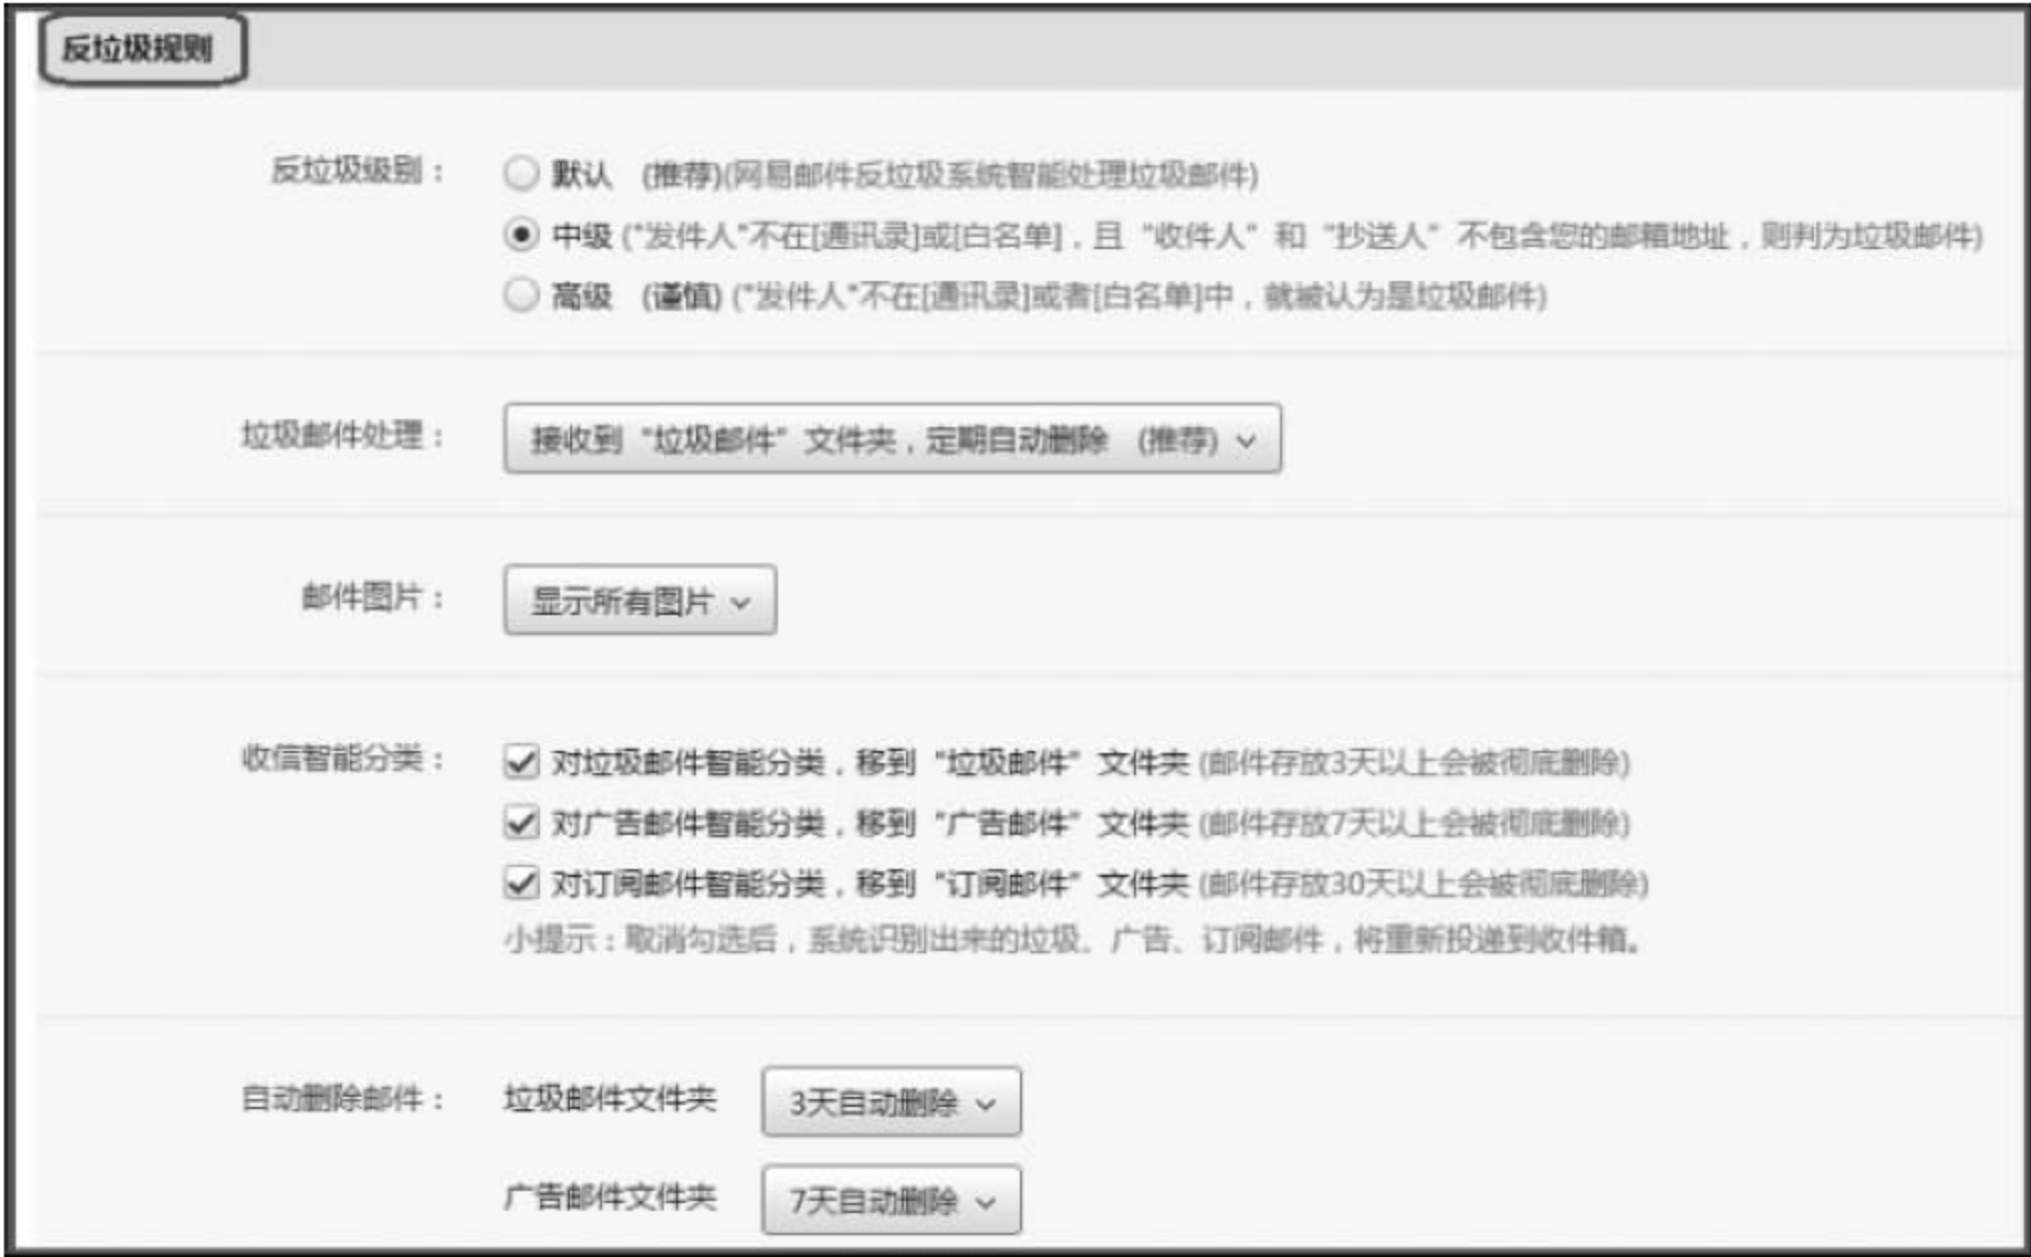 反垃圾规则
反垃圾级别： 默认 (推荐)(网易邮件反垃圾系统智能处理垃圾邮件)
中级 ("发件人"不在[通讯录]或[白名单]，且 "收件人" 和 "抄送人" 不包含您的邮箱地址，则判为垃圾邮件)
高级 (谨慎) ("发件人"不在[通讯录]或者[白名单]中，就被认为是垃圾邮件)
垃圾邮件处理： 接收到 "垃圾邮件" 文件夹，定期自动删除 (推荐)
邮件图片： 显示所有图片
收信智能分类： 对垃圾邮件智能分类，移到 "垃圾邮件" 文件夹 (邮件存放3天以上会被彻底删除)
对广告邮件智能分类，移到 "广告邮件" 文件夹 (邮件存放7天以上会被彻底删除)
对订阅邮件智能分类，移到 "订阅邮件" 文件夹 (邮件存放30天以上会被彻底删除)
小提示：取消勾选后，系统识别出来的垃圾、广告、订阅邮件，将重新投递到收件箱。
自动删除邮件： 垃圾邮件文件夹 3天自动删除
广告邮件文件夹 7天自动删除